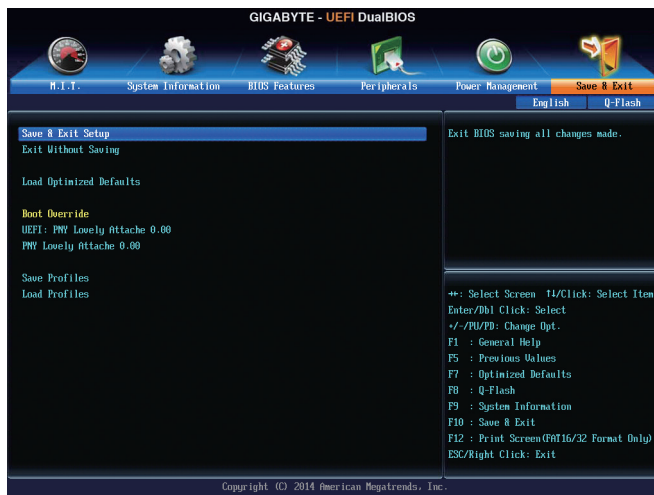 GIGABYTE - UEFI DualBIOS
M.I.T. System Information BIOS Features Peripherals Power Management Save & Exit
English Q-Flash
Save & Exit Setup
Exit Without Saving
Load Optimized Defaults
Boot Override
UEFI: PNY Lovely Attache 0.00
PNY Lovely Attache 0.00
Save Profiles
Load Profiles
Exit BIOS saving all changes made.
→←: Select Screen ↑↓/Click: Select Item
Enter/Dbl Click: Select
+/-/PU/PD: Change Opt.
F1 : General Help
F5 : Previous Values
F7 : Optimized Defaults
F8 : Q-Flash
F9 : System Information
F10 : Save & Exit
F12 : Print Screen(FAT16/32 Format Only)
ESC/Right Click: Exit
Copyright (C) 2014 American Megatrends, Inc.